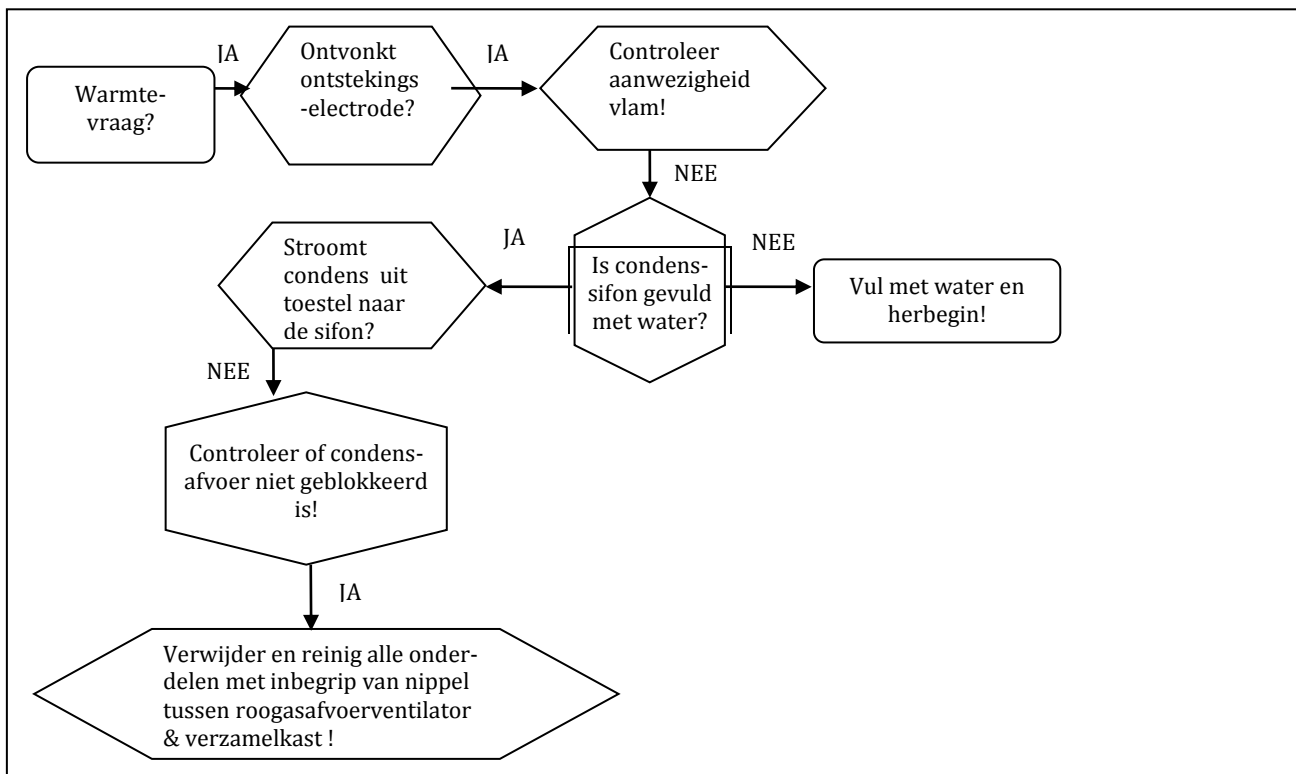 JA
Warmte-
vraag?
Ontvonkt
ontstekings
-electrode?
JA
Controleer
aanwezigheid
vlam!
NEE
Is condens-
sifon gevuld
met water?
NEE
Vul met water en
herbegin!
JA
Stroomt
condens uit
toestel naar
de sifon?
NEE
Controleer of condens-
afvoer niet geblokkeerd
is!
JA
Verwijder en reinig alle onder-
delen met inbegrip van nippel
tussen roogasafvoerventilator
& verzamelkast !